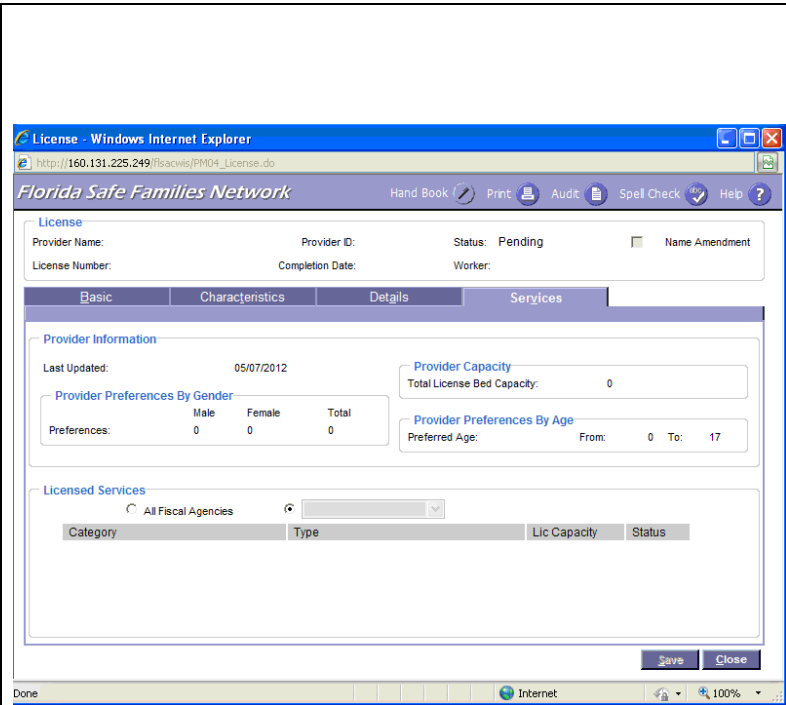 License - Windows Internet Explorer
http://160.131.225.249/flsacwis/PM04_License.do
Florida Safe Families Network Hand Book Print Audit Spell Check abc Help ?
License
Provider Name: Provider ID: Status: Pending Name Amendment
License Number: Completion Date: Worker:
Basic Characteristics Details Services
Provider Information
Last Updated: 05/07/2012
Provider Capacity
Total License Bed Capacity: 0
Provider Preferences By Gender
Male Female Total
Preferences: 0 0 0
Provider Preferences By Age
Preferred Age: From: 0 To: 17
Licensed Services
All Fiscal Agencies
Category Type Lic Capacity Status
Save Close
Done Internet 100%